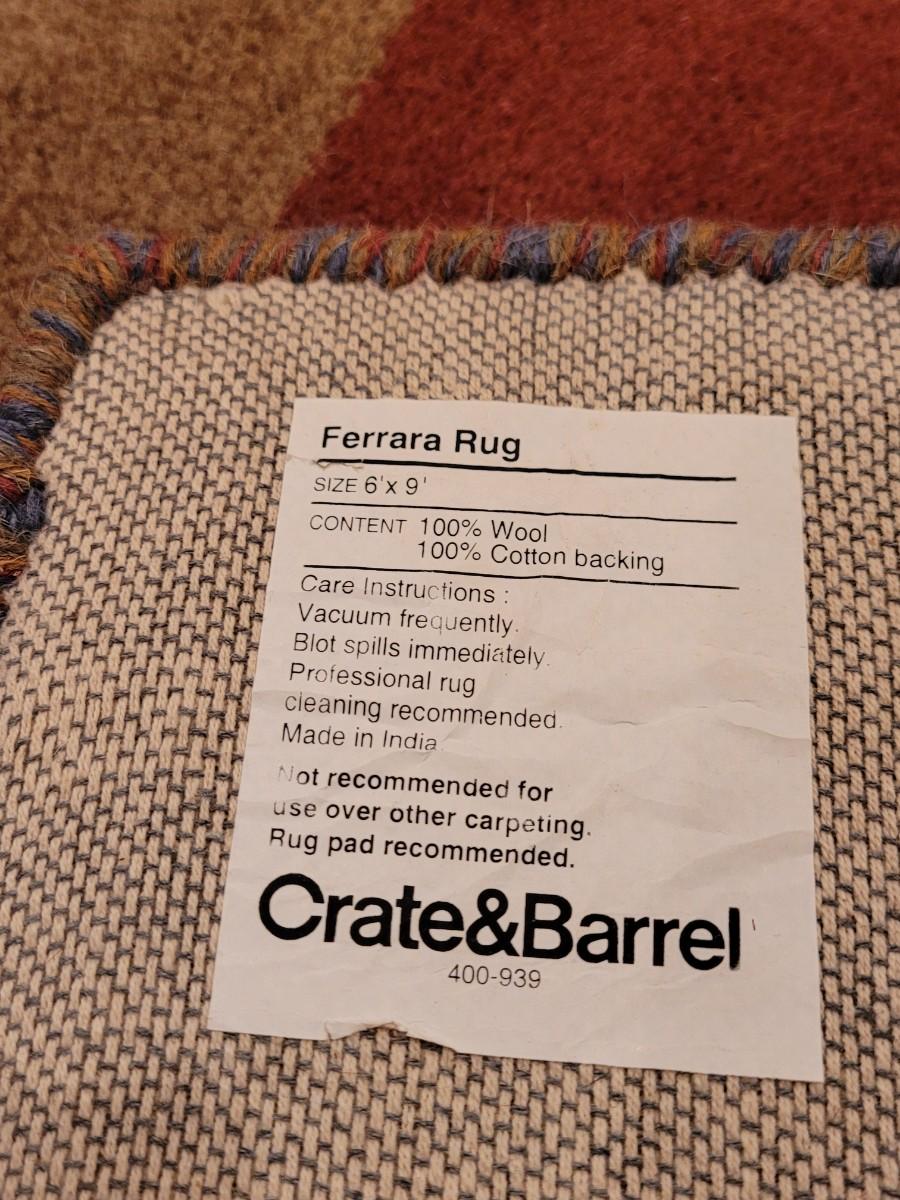 Ferrara Rug
SIZE 6'x 9'
CONTENT 100% Wool
100% Cotton backing
Care Instructions :
Vacuum frequently.
Blot spills immediately.
Professional rug
cleaning recommended.
Made in India.
Not recommended for
use over other carpeting.
Rug pad recommended.
Crate&Barrel
400-939